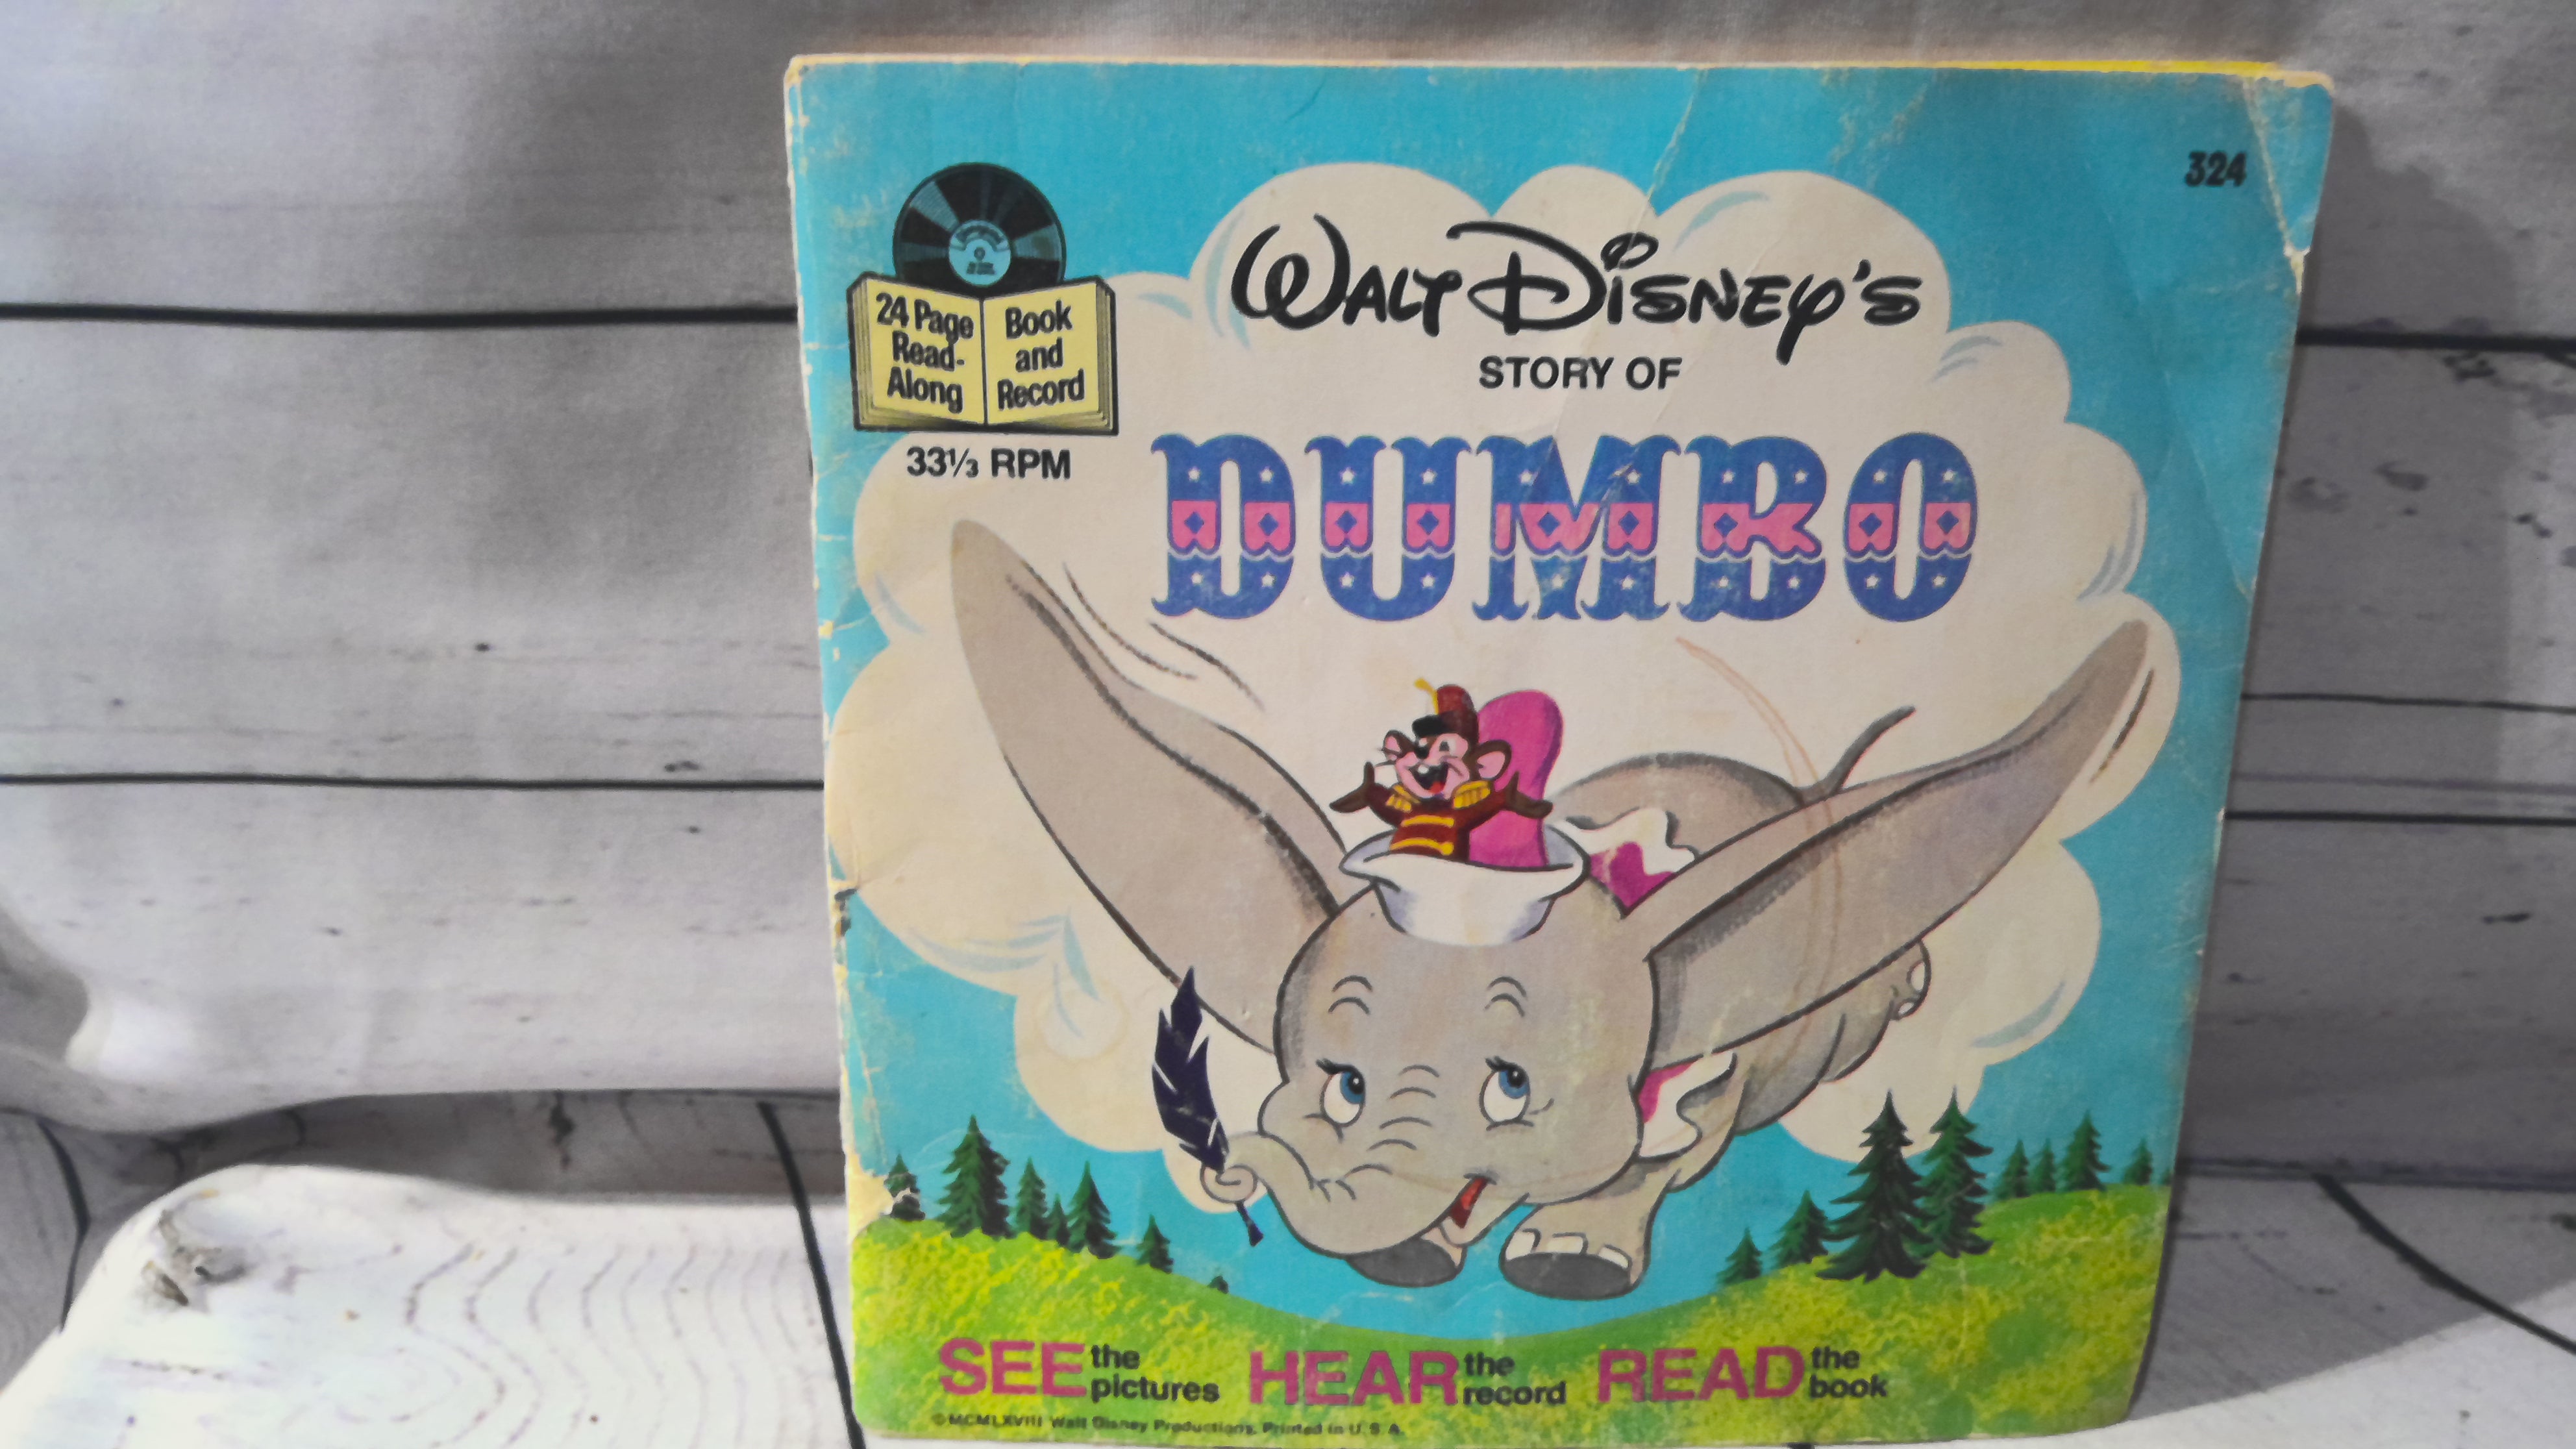 324
WALT DISNEY'S
STORY OF
DUMBO
24 Page
Read-
Along
Book
and
Record
33⅓ RPM
SEE the pictures HEAR the record READ the book
© MCMLXVIII Walt Disney Productions. Printed in U.S.A.